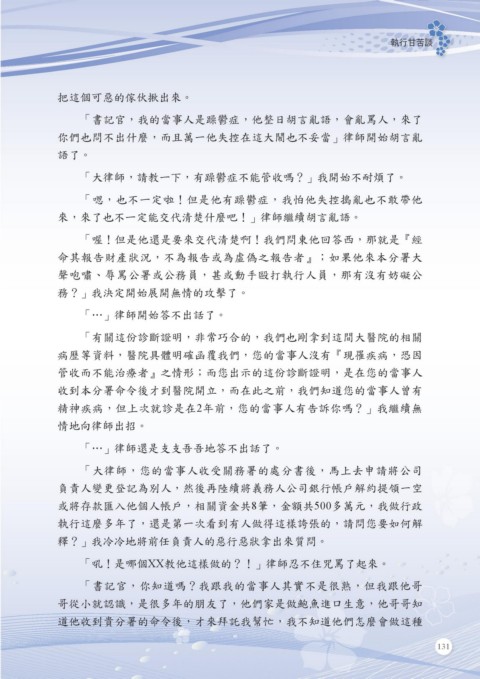 執行甘苦談
把這個可惡的傢伙揪出來。
「書記官，我的當事人是躁鬱症，他整日胡言亂語，會亂罵人，來了
你們也問不出什麼，而且萬一他失控在這大鬧也不妥當」律師開始胡言亂
語了。
「大律師，請教一下，有躁鬱症不能管收嗎？」我開始不耐煩了。
「嗯，也不一定啦！但是他有躁鬱症，我怕他失控搗亂也不敢帶他
來，來了也不一定能交代清楚什麼吧！」律師繼續胡言亂語。
「喔！但是他還是要來交代清楚啊！我們問東他回答西，那就是『經
命其報告財產狀況，不為報告或為虛偽之報告者』；如果他來本分署大
聲咆嘯、辱罵公署或公務員，甚或動手毆打執行人員，那有沒有妨礙公
務？」我決定開始展開無情的攻擊了。
「…」律師開始答不出話了。
「有關這份診斷證明，非常巧合的，我們也剛拿到這間大醫院的相關
病歷等資料，醫院具體明確函覆我們，您的當事人沒有『現罹疾病，恐因
管收而不能治療者』之情形；而您出示的這份診斷證明，是在您的當事人
收到本分署命令後才到醫院開立，而在此之前，我們知道您的當事人曾有
精神疾病，但上次就診是在2年前，您的當事人有告訴你嗎？」我繼續無
情地向律師出招。
「…」律師還是支支吾吾地答不出話了。
「大律師，您的當事人收受關務署的處分書後，馬上去申請將公司
負責人變更登記為別人，然後再陸續將義務人公司銀行帳戶解約提領一空
或將存款匯入他個人帳戶，相關資金共8筆，金額共500多萬元，我做行政
執行這麼多年了，還是第一次看到有人做得這樣誇張的，請問您要如何解
釋？」我冷冷地將前任負責人的惡行惡狀拿出來質問。
「吼！是哪個XX教他這樣做的？！」律師忍不住咒罵了起來。
「書記官，你知道嗎？我跟我的當事人其實不是很熟，但我跟他哥
哥從小就認識，是很多年的朋友了，他們家是做鮑魚進口生意，他哥哥知
道他收到貴分署的命令後，才來拜託我幫忙，我不知道他們怎麼會做這種
131